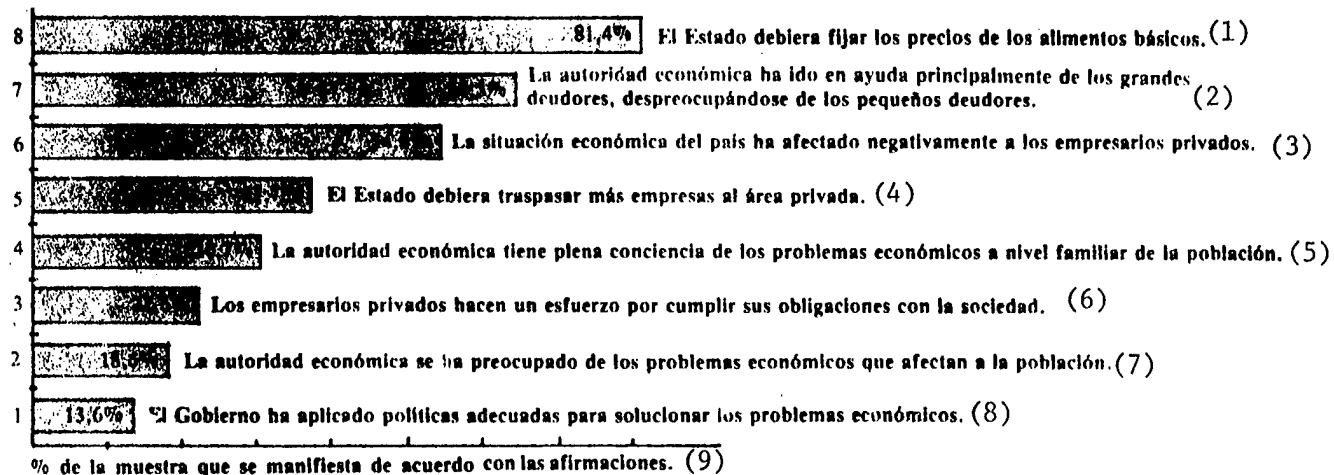 8 81,4% El Estado debiera fijar los precios de los alimentos básicos. (1)
La autoridad económica ha ido en ayuda principalmente de los grandes
7 deudores, despreocupándose de los pequeños deudores. (2)
6 La situación económica del país ha afectado negativamente a los empresarios privados. (3)
5 El Estado debiera traspasar más empresas al área privada. (4)
4 La autoridad económica tiene plena conciencia de los problemas económicos a nivel familiar de la población. (5)
3 Los empresarios privados hacen un esfuerzo por cumplir sus obligaciones con la sociedad. (6)
2 La autoridad económica se ha preocupado de los problemas económicos que afectan a la población. (7)
1 13,6% El Gobierno ha aplicado políticas adecuadas para solucionar los problemas económicos. (8)
% de la muestra que se manifiesta de acuerdo con las afirmaciones. (9)